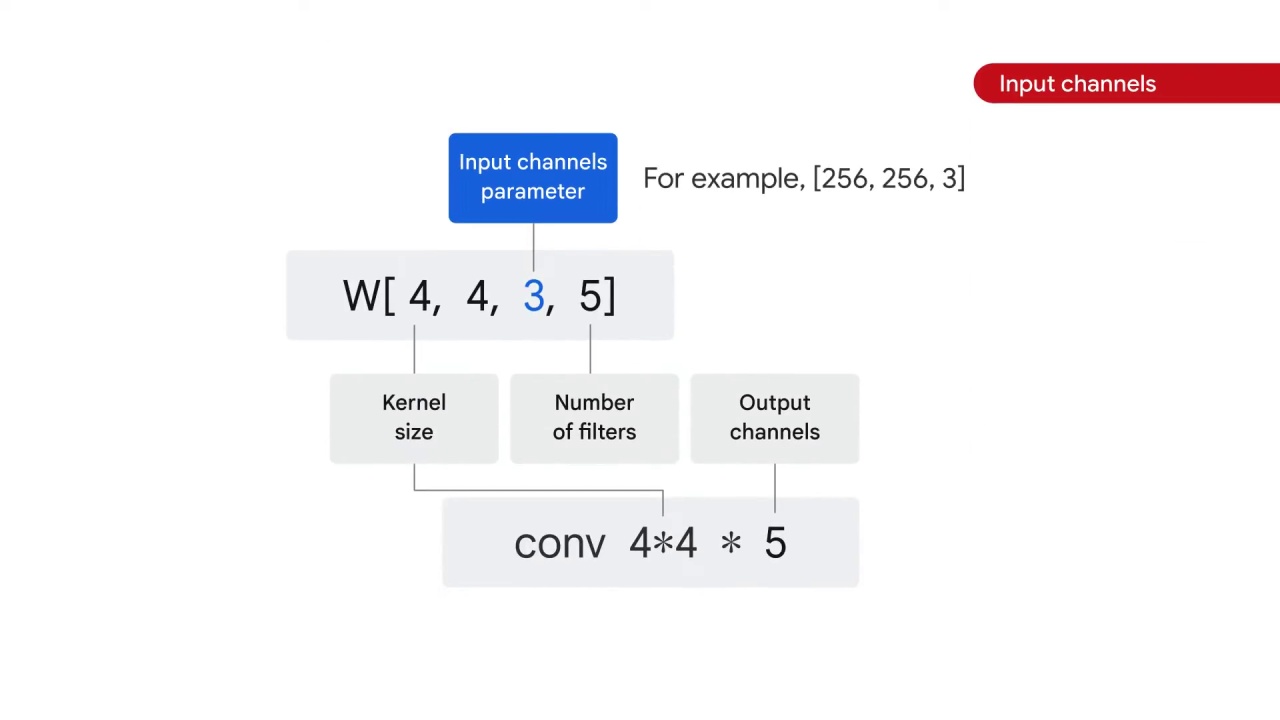 Input channels
Input channels
parameter
For example, [256, 256, 3]
W[ 4, 4, 3, 5]
Kernel
size
Number
of filters
Output
channels
conv 4*4 * 5